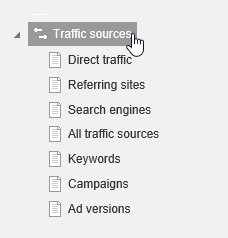 Traffic sources
Direct traffic
Referring sites
Search engines
All traffic sources
Keywords
Campaigns
Ad versions